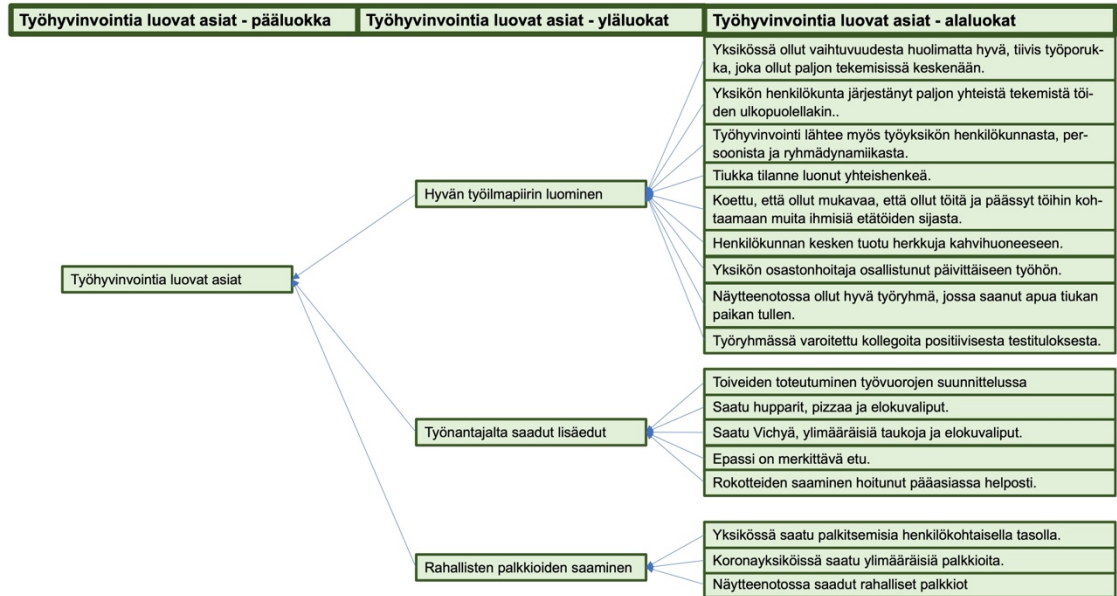 Työhyvinvointia luovat asiat - pääluokka
Työhyvinvointia luovat asiat - yläluokat
Työhyvinvointia luovat asiat - alaluokat
Työhyvinvointia luovat asiat
Hyvän työilmapiirin luominen
Yksikössä ollut vaihtuvuudesta huolimatta hyvä, tiivis työporuk-
ka, joka ollut paljon tekemisissä keskenään.
Yksikön henkilökunta järjestänyt paljon yhteistä tekemistä töi-
den ulkopuolellakin..
Työhyvinvointi lähtee myös työyksikön henkilökunnasta, per-
soonista ja ryhmädynamiikasta.
Tiukka tilanne luonut yhteishenkeä.
Koettu, että ollut mukavaa, että ollut töitä ja päässyt töihin koh-
taamaan muita ihmisiä etätöiden sijasta.
Henkilökunnan kesken tuotu herkkuja kahvihuoneeseen.
Yksikön osastonhoitaja osallistunut päivittäiseen työhön.
Näytteenotossa ollut hyvä työryhmä, jossa saanut apua tiukan
paikan tullen.
Työryhmässä varoitettu kollegoita positiivisesta testituloksesta.
Työnantajalta saadut lisäedut
Toiveiden toteutuminen työvuorojen suunnittelussa
Saatu hupparit, pizzaa ja elokuvaliput.
Saatu Vichyä, ylimääräisiä taukoja ja elokuvaliput.
Epassi on merkittävä etu.
Rokotteiden saaminen hoitunut pääasiassa helposti.
Rahallisten palkkioiden saaminen
Yksikössä saatu palkitsemisia henkilökohtaisella tasolla.
Koronayksiköissä saatu ylimääräisiä palkkioita.
Näytteenotossa saadut rahalliset palkkiot